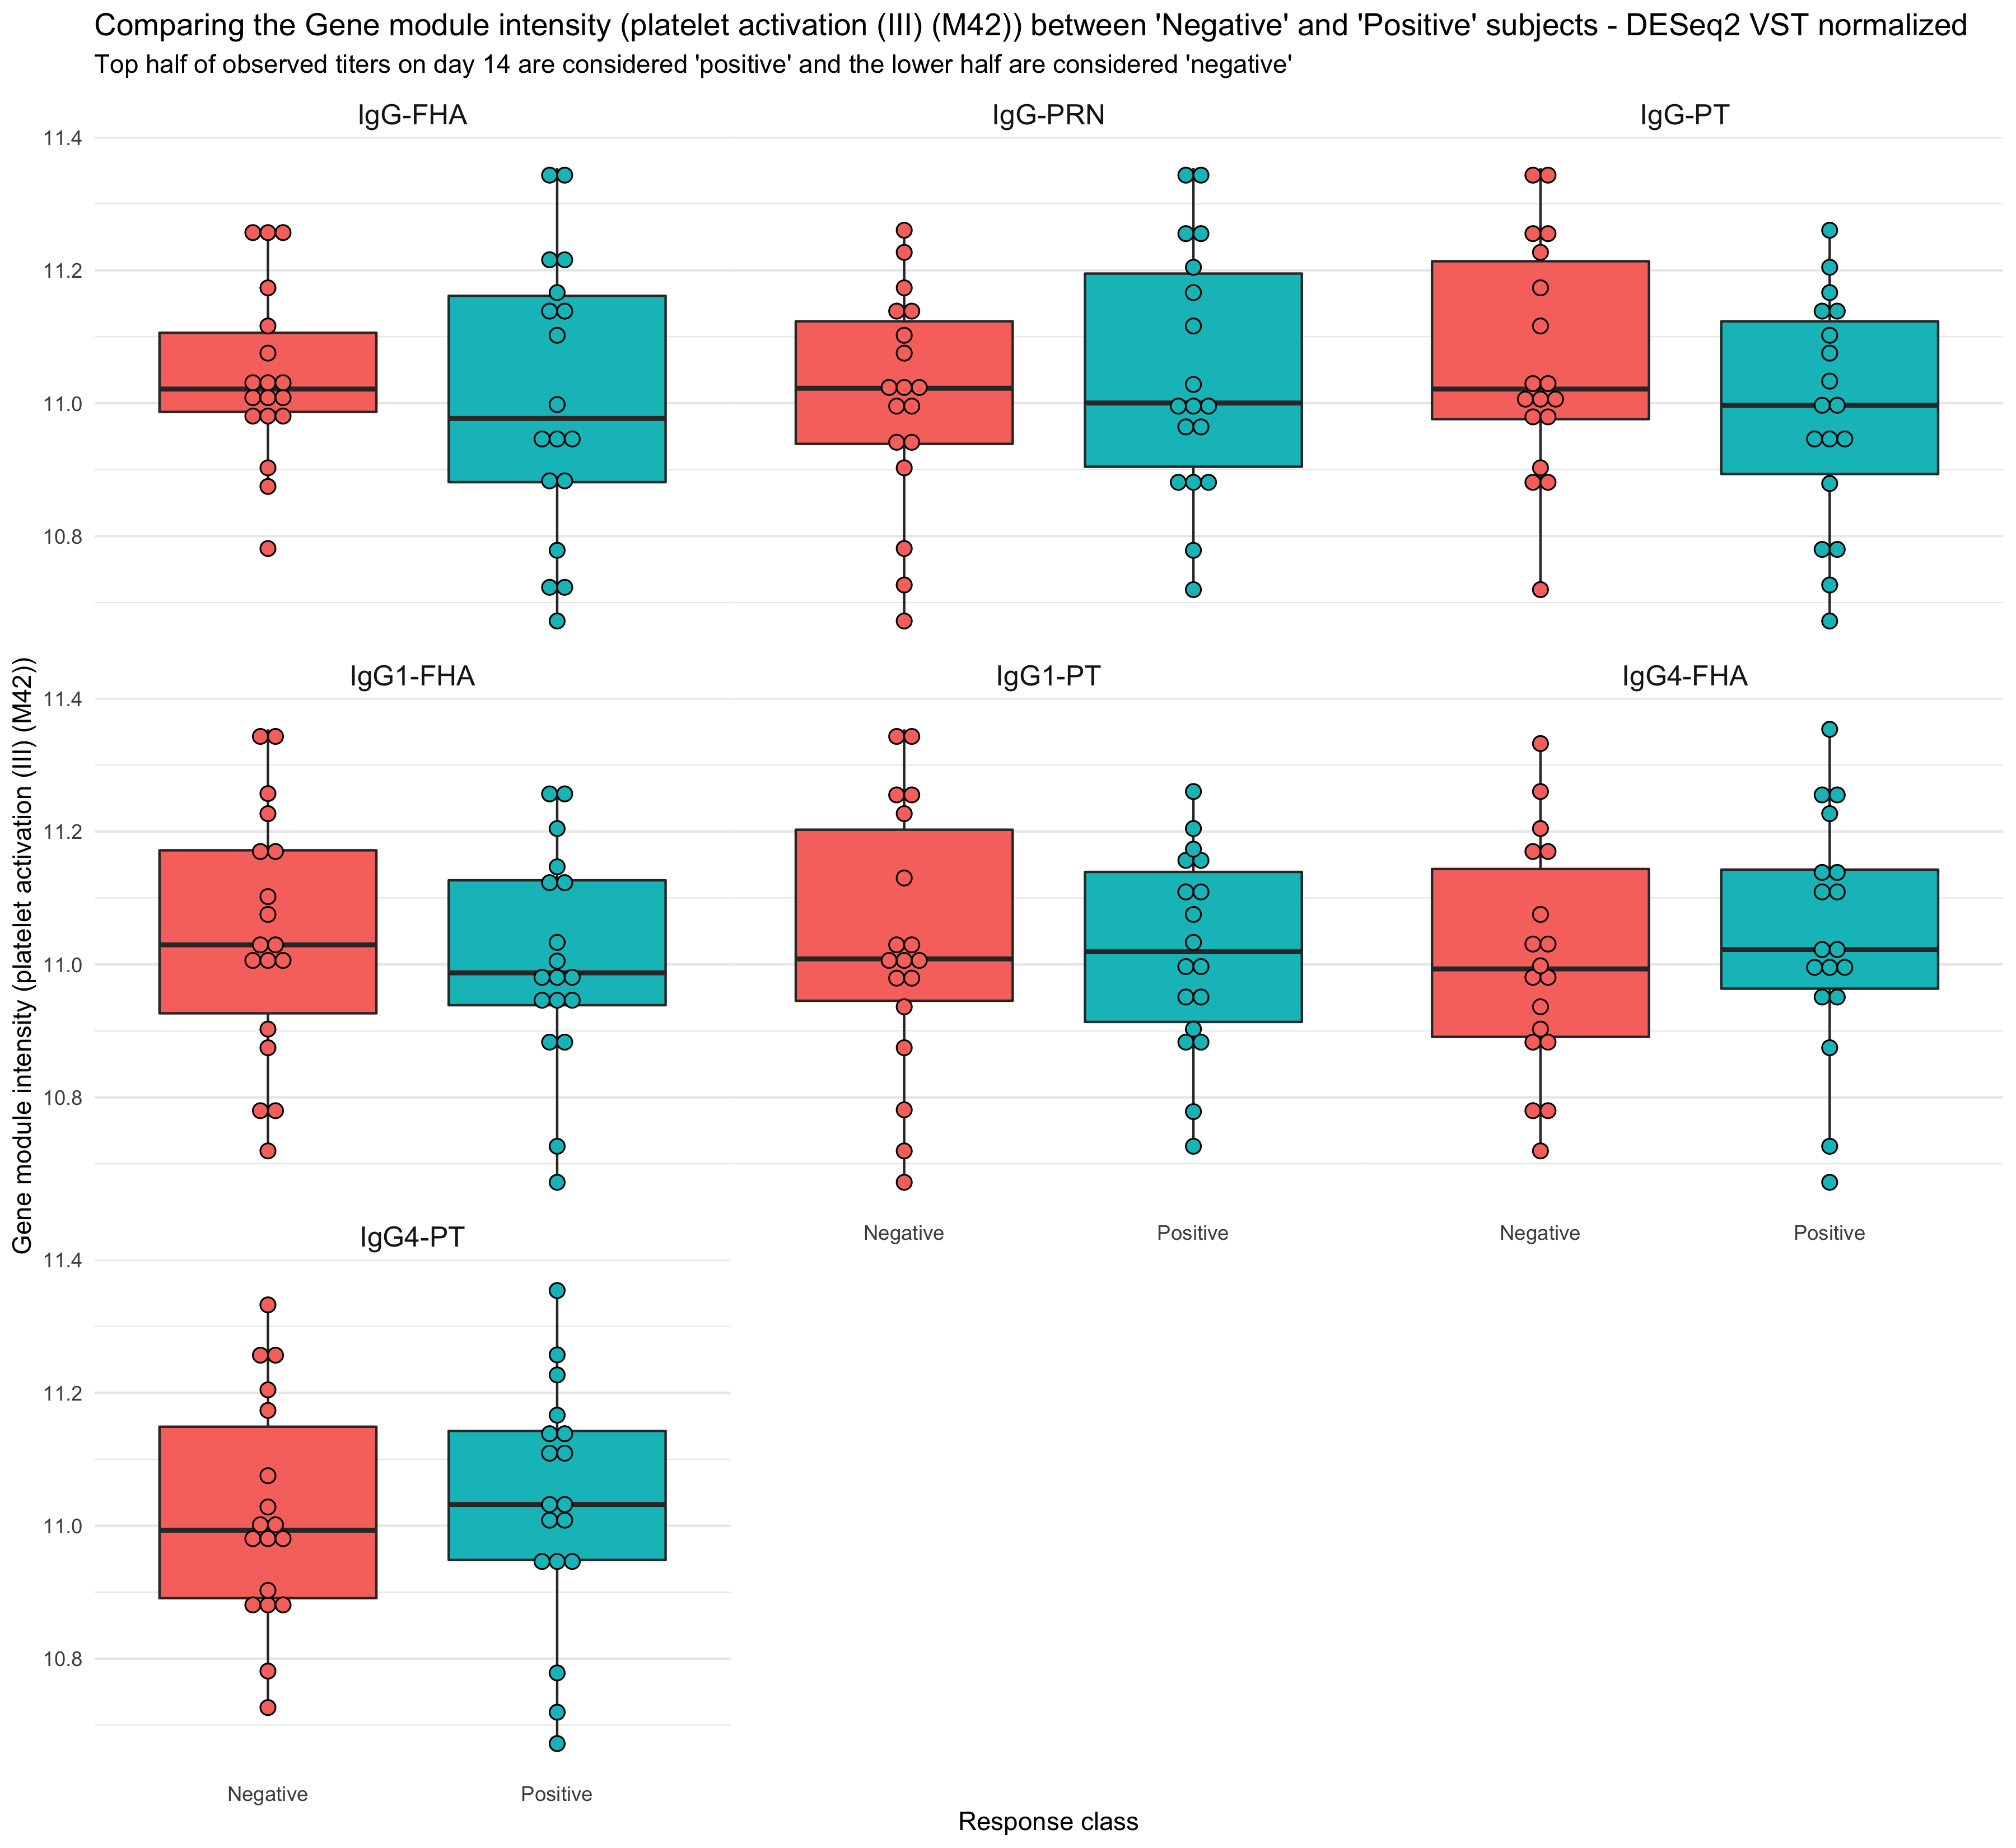 Comparing the Gene module intensity (platelet activation (III) (M42)) between 'Negative' and 'Positive' subjects - DESeq2 VST normalized
Top half of observed titers on day 14 are considered 'positive' and the lower half are considered 'negative'
IgG-FHA
IgG-PRN
IgG-PT
11.4
11.2
11.0
10.8
IgG1-FHA
IgG1-PT
IgG4-FHA
11.4
11.2
11.0
10.8
Negative
Positive
Negative
Positive
IgG4-PT
11.4
11.2
11.0
10.8
Negative
Positive
Gene module intensity (platelet activation (III) (M42))
Response class